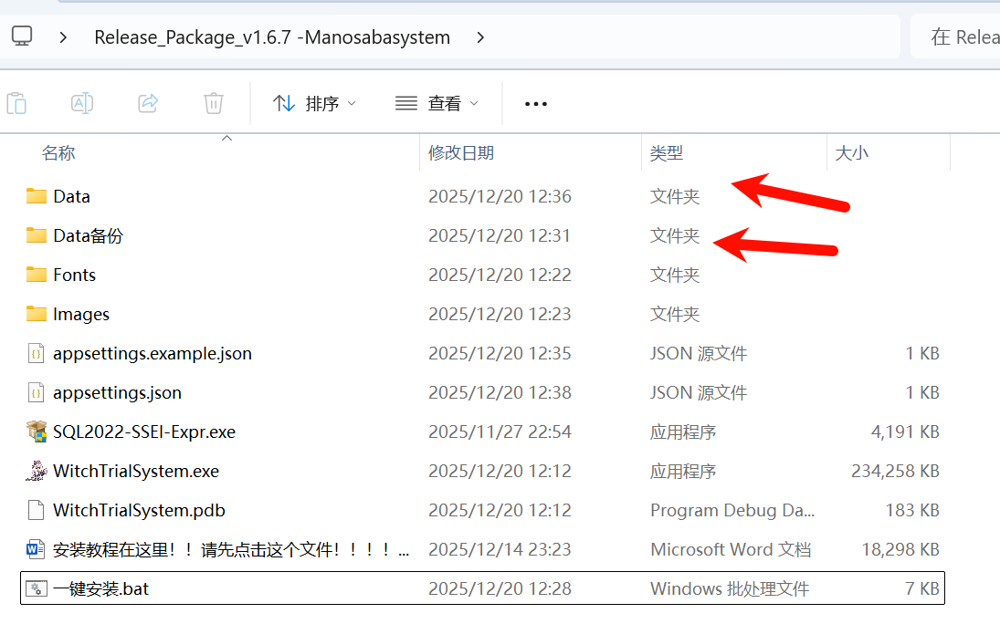 Release_Package_v1.6.7 -Manosabasystem 在 Relea
排序 查看
名称 修改日期 类型 大小
Data 2025/12/20 12:36 文件夹
Data备份 2025/12/20 12:31 文件夹
Fonts 2025/12/20 12:22 文件夹
Images 2025/12/20 12:23 文件夹
appsettings.example.json 2025/12/20 12:35 JSON 源文件 1 KB
appsettings.json 2025/12/20 12:38 JSON 源文件 1 KB
SQL2022-SSEI-Expr.exe 2025/11/27 22:54 应用程序 4,191 KB
WitchTrialSystem.exe 2025/12/20 12:12 应用程序 234,258 KB
WitchTrialSystem.pdb 2025/12/20 12:12 Program Debug Da... 183 KB
安装教程在这里！！请先点击这个文件！！！！... 2025/12/14 23:23 Microsoft Word 文档 18,298 KB
一键安装.bat 2025/12/20 12:28 Windows 批处理文件 7 KB